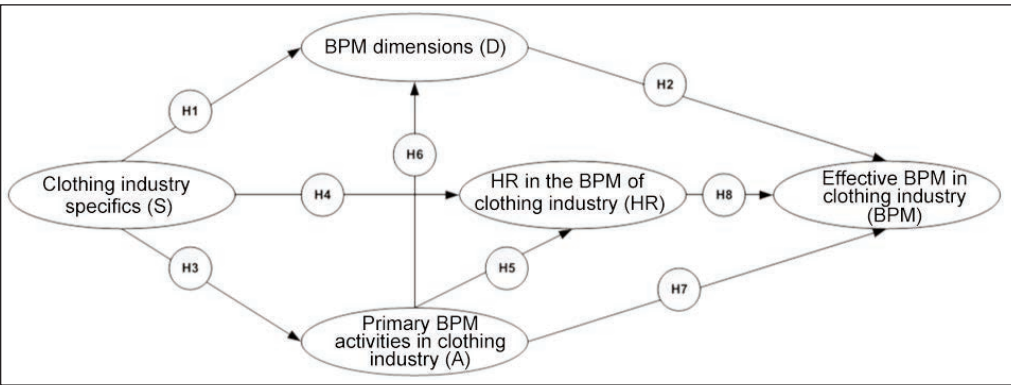 BPM dimensions (D)
H2
H1
H6
Clothing industry
specifics (S)
H4
HR in the BPM of
clothing industry (HR)
H8
Effective BPM in
clothing industry
(BPM)
H3
H5
H7
Primary BPM
activities in clothing
industry (A)